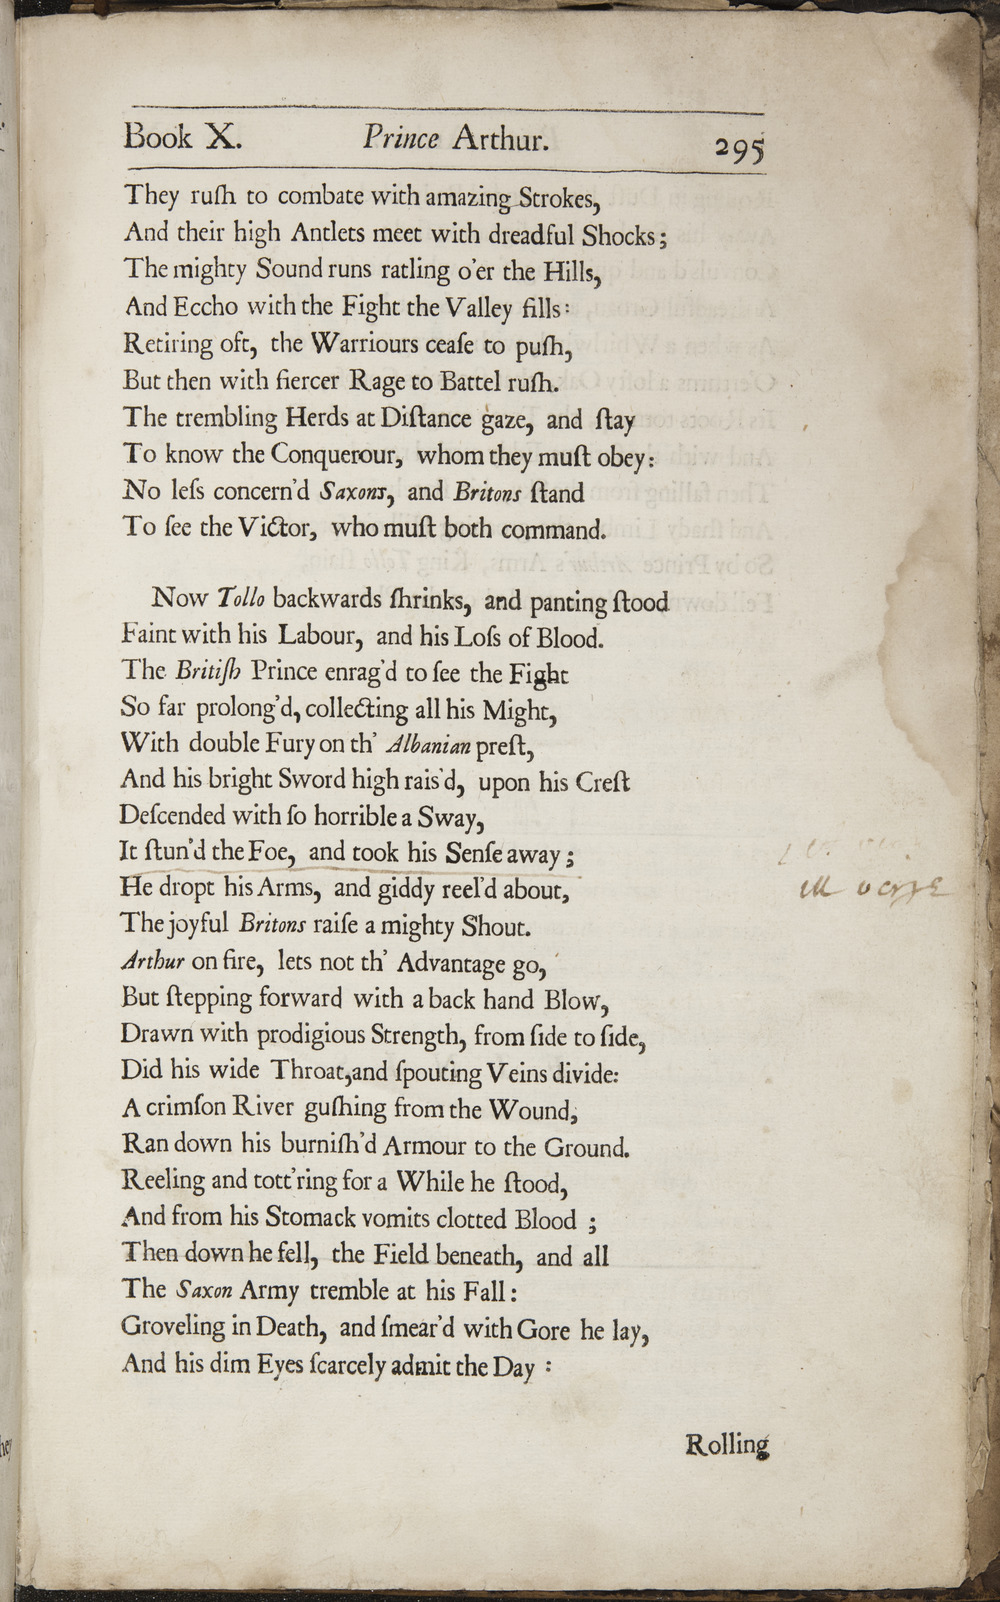 Book X. Prince Arthur. 295
They ruſh to combate with amazing Strokes,
And their high Antlets meet with dreadful Shocks;
The mighty Sound runs ratling o'er the Hills,
And Eccho with the Fight the Valley fills:
Retiring oft, the Warriours ceaſe to puſh,
But then with fiercer Rage to Battel ruſh.
The trembling Herds at Diſtance gaze, and ſtay
To know the Conquerour, whom they muſt obey:
No leſs concern'd Saxons, and Britons ſtand
To ſee the Victor, who muſt both command.
Now Tollo backwards ſhrinks, and panting ſtood
Faint with his Labour, and his Loſs of Blood.
The Britiſh Prince enrag'd to ſee the Fight
So far prolong'd, collecting all his Might,
With double Fury on th' Albanian preſt,
And his bright Sword high rais'd, upon his Creſt
Deſcended with ſo horrible a Sway,
It ſtun'd the Foe, and took his Senſe away;
He dropt his Arms, and giddy reel'd about,
ill verſe
The joyful Britons raiſe a mighty Shout.
Arthur on fire, lets not th' Advantage go,
But ſtepping forward with a back hand Blow,
Drawn with prodigious Strength, from ſide to ſide,
Did his wide Throat, and ſpouting Veins divide:
A crimſon River guſhing from the Wound,
Ran down his burniſh'd Armour to the Ground.
Reeling and tott'ring for a While he ſtood,
And from his Stomack vomits clotted Blood ;
Then down he fell, the Field beneath, and all
The Saxon Army tremble at his Fall:
Groveling in Death, and ſmear'd with Gore he lay,
And his dim Eyes ſcarcely admit the Day :
Rolling